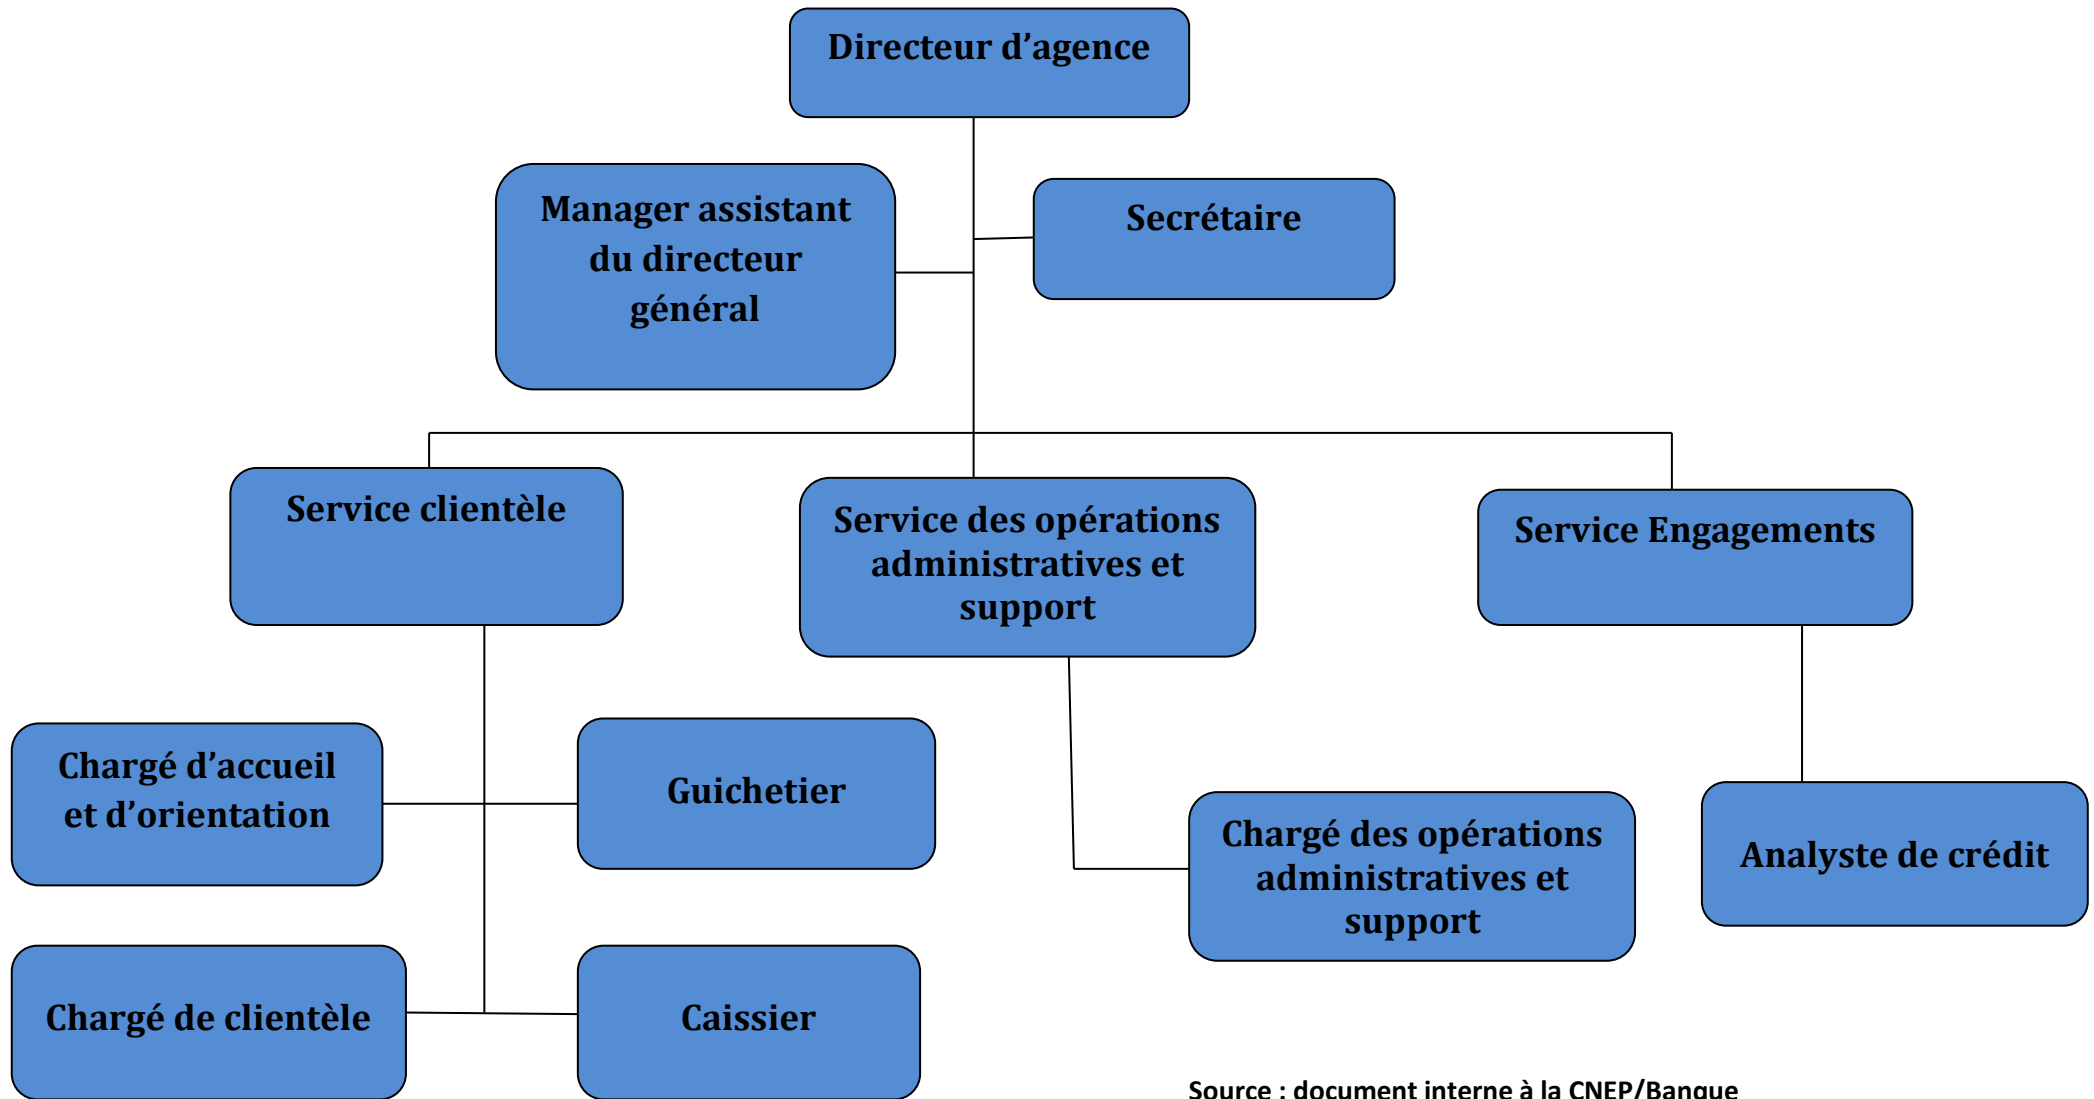 Directeur d’agence
Manager assistant
du directeur
général
Secrétaire
Service clientèle
Service des opérations
administratives et
support
Service Engagements
Chargé d’accueil
et d’orientation
Guichetier
Chargé des opérations
administratives et
support
Analyste de crédit
Chargé de clientèle
Caissier
Source : document interne à la CNEP/Banque